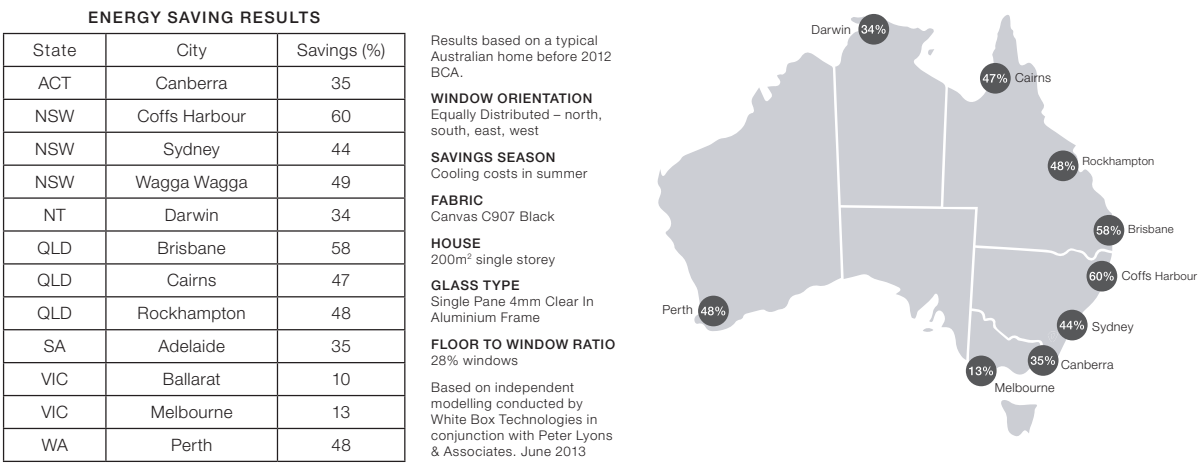 ENERGY SAVING RESULTS
State City Savings (%)
ACT Canberra 35
NSW Coffs Harbour 60
NSW Sydney 44
NSW Wagga Wagga 49
NT Darwin 34
QLD Brisbane 58
QLD Cairns 47
QLD Rockhampton 48
SA Adelaide 35
VIC Ballarat 10
VIC Melbourne 13
WA Perth 48
Results based on a typical
Australian home before 2012
BCA.
WINDOW ORIENTATION
Equally Distributed – north,
south, east, west
SAVINGS SEASON
Cooling costs in summer
FABRIC
Canvas C907 Black
HOUSE
200m² single storey
GLASS TYPE
Single Pane 4mm Clear In
Aluminium Frame
FLOOR TO WINDOW RATIO
28% windows
Based on independent
modelling conducted by
White Box Technologies in
conjunction with Peter Lyons
& Associates. June 2013
Darwin 34%
47% Cairns
48% Rockhampton
58% Brisbane
60% Coffs Harbour
Perth 48%
44% Sydney
35% Canberra
13% Melbourne